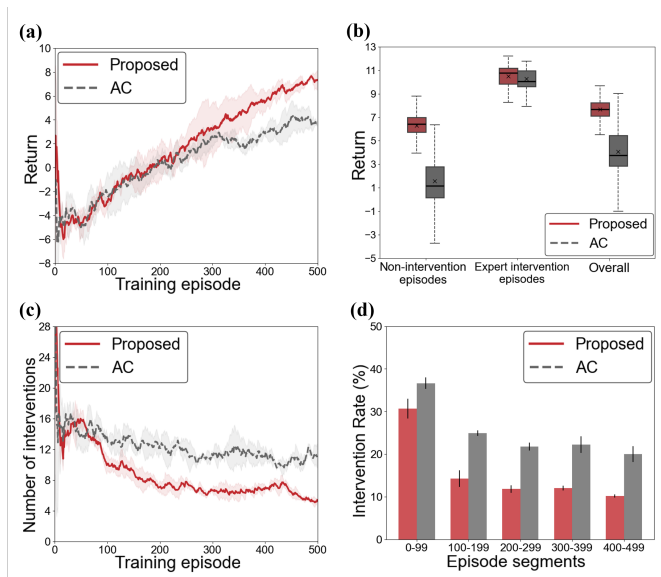 (a)
Proposed
AC
Return
8
6
4
2
0
−2
−4
−6
−8
0 100 200 300 400 500
Training episode
(b)
Return
13
11
9
7
5
3
1
−1
−3
−5
Proposed
AC
Non-intervention
episodes
Expert intervention
episodes
Overall
(c)
Number of interventions
28
24
20
16
12
8
4
0
Proposed
AC
0 100 200 300 400 500
Training episode
(d)
Intervention Rate (%)
50
40
30
20
10
0
Proposed
AC
0-99 100-199 200-299 300-399 400-499
Episode segments